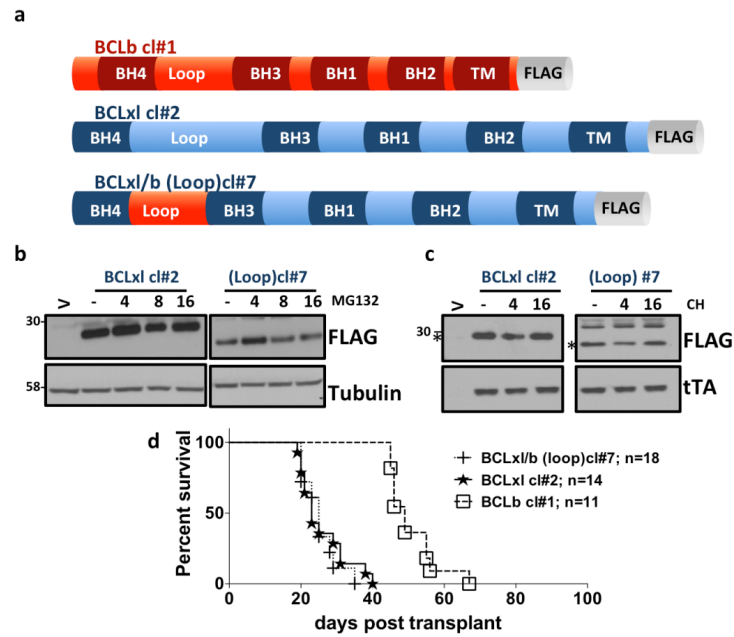 a
BCLb cl#1
BH4 Loop BH3 BH1 BH2 TM FLAG
BCLxl cl#2
BH4 Loop BH3 BH1 BH2 TM FLAG
BCLxl/b (Loop)cl#7
BH4 Loop BH3 BH1 BH2 TM FLAG
b
BCLxl cl#2 (Loop)cl#7
V - 4 8 16 - 4 8 16 MG132
30
FLAG
58
Tubulin
c
BCLxl cl#2 (Loop) #7
V - 4 16 - 4 16 CH
30
* * FLAG
tTA
d
Percent survival
100
50
0
0 20 40 60 80 100
days post transplant
BCLxl/b (loop)cl#7; n=18
BCLxl cl#2; n=14
BCLb cl#1; n=11